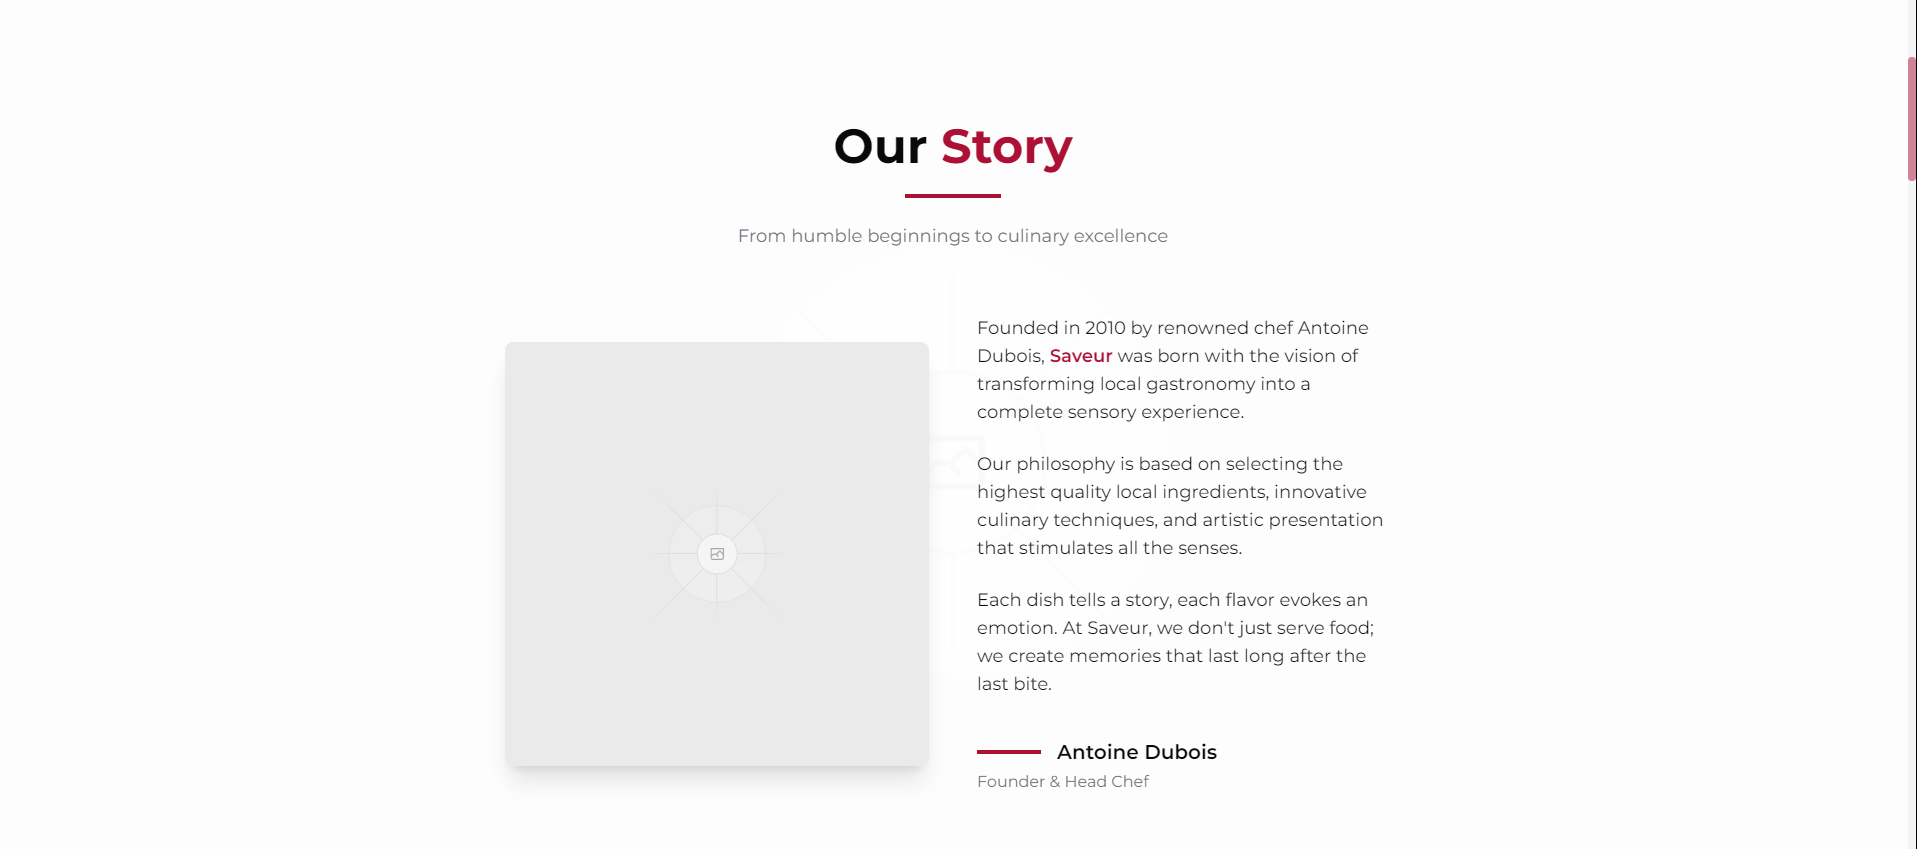 Our Story
From humble beginnings to culinary excellence
Founded in 2010 by renowned chef Antoine
Dubois, Saveur was born with the vision of
transforming local gastronomy into a
complete sensory experience.
Our philosophy is based on selecting the
highest quality local ingredients, innovative
culinary techniques, and artistic presentation
that stimulates all the senses.
Each dish tells a story, each flavor evokes an
emotion. At Saveur, we don't just serve food;
we create memories that last long after the
last bite.
Antoine Dubois
Founder & Head Chef